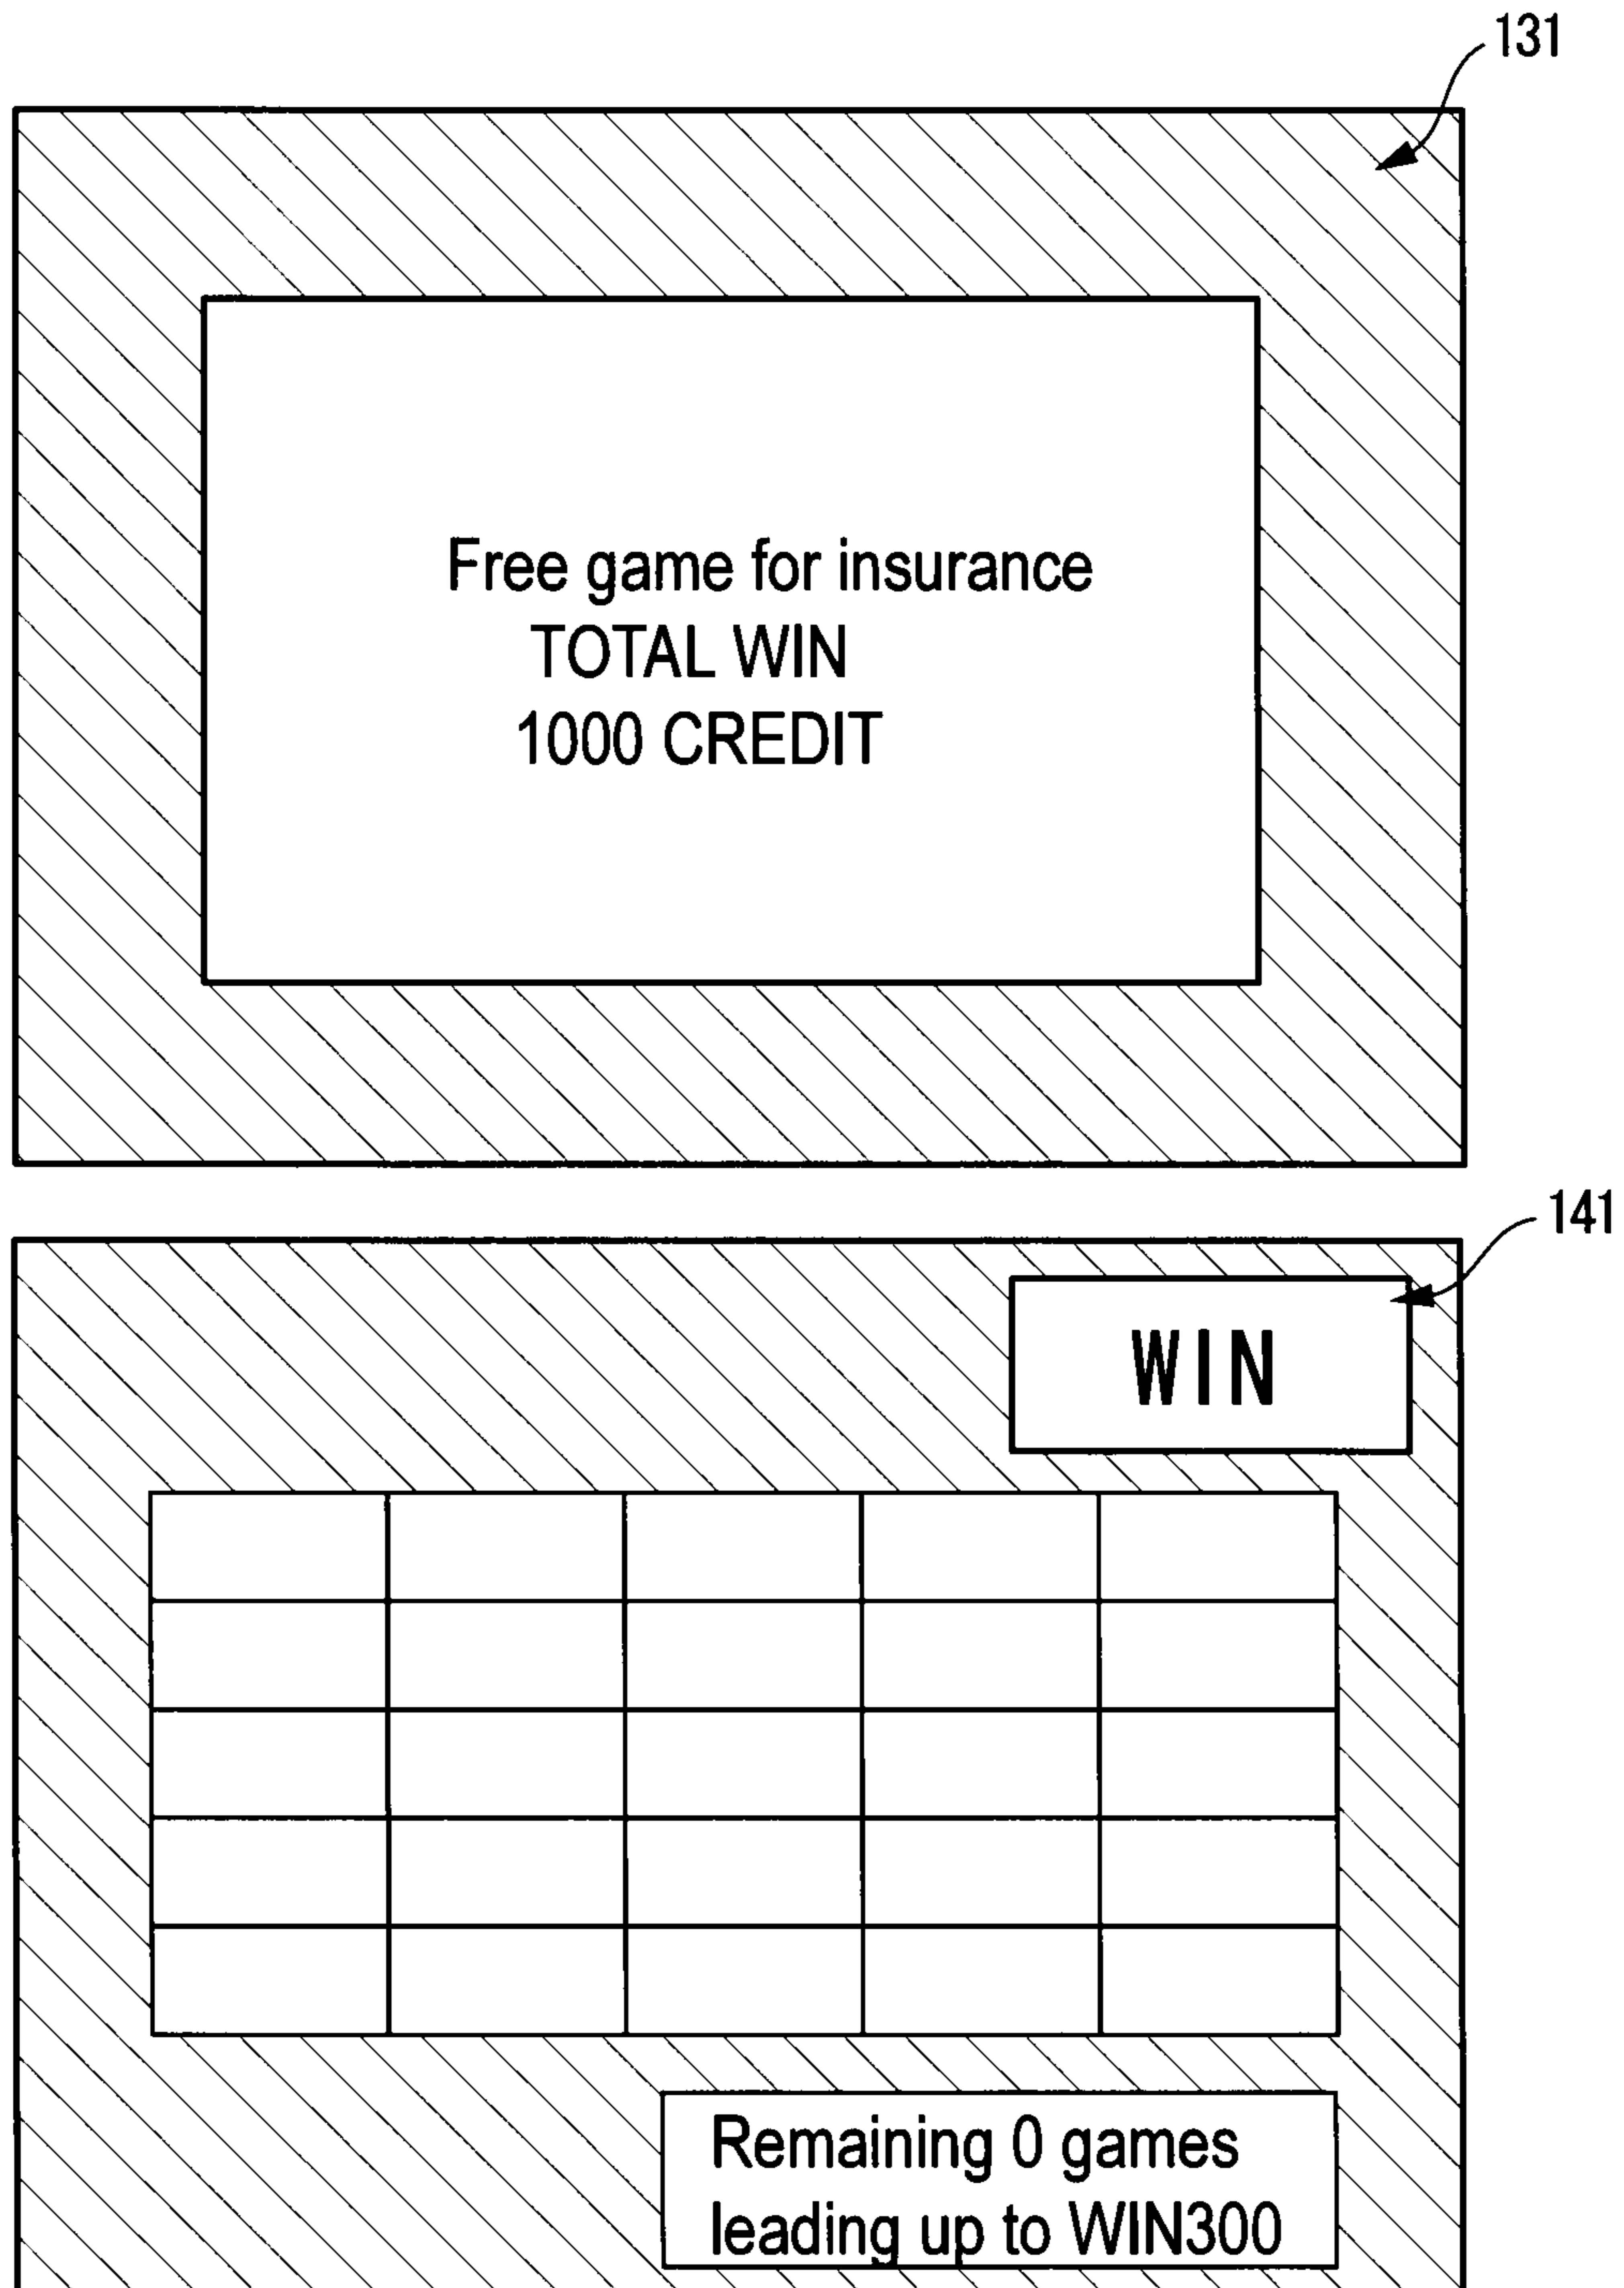 131
Free game for insurance
TOTAL WIN
1000 CREDIT
141
WIN
Remaining 0 games
leading up to WIN300